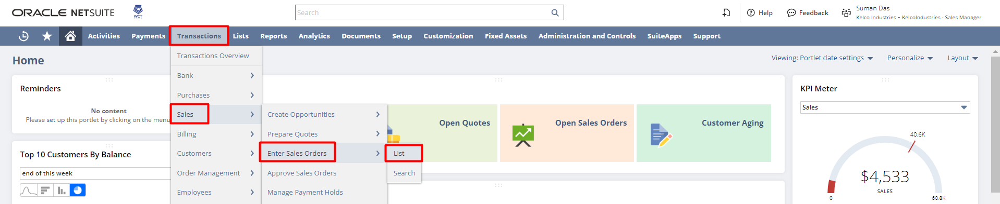 ORACLE NETSUITE
WCT
Search
Help
Feedback
Suman Das
Kelco Industries - KelcoIndustries - Sales Manager
Activities
Payments
Transactions
Lists
Reports
Analytics
Documents
Setup
Customization
Fixed Assets
Administration and Controls
SuiteApps
Support
Home
Viewing: Portlet date settings
Personalize
Layout
Transactions Overview
Bank
Purchases
Sales
Billing
Customers
Order Management
Employees
Create Opportunities
Prepare Quotes
Enter Sales Orders
Approve Sales Orders
Manage Payment Holds
List
Search
Reminders
No content
Please set up this portlet by clicking on the menu
Top 10 Customers By Balance
end of this week
Open Quotes
Open Sales Orders
Customer Aging
KPI Meter
Sales
40.6K
$4,533
SALES
0
60.8K